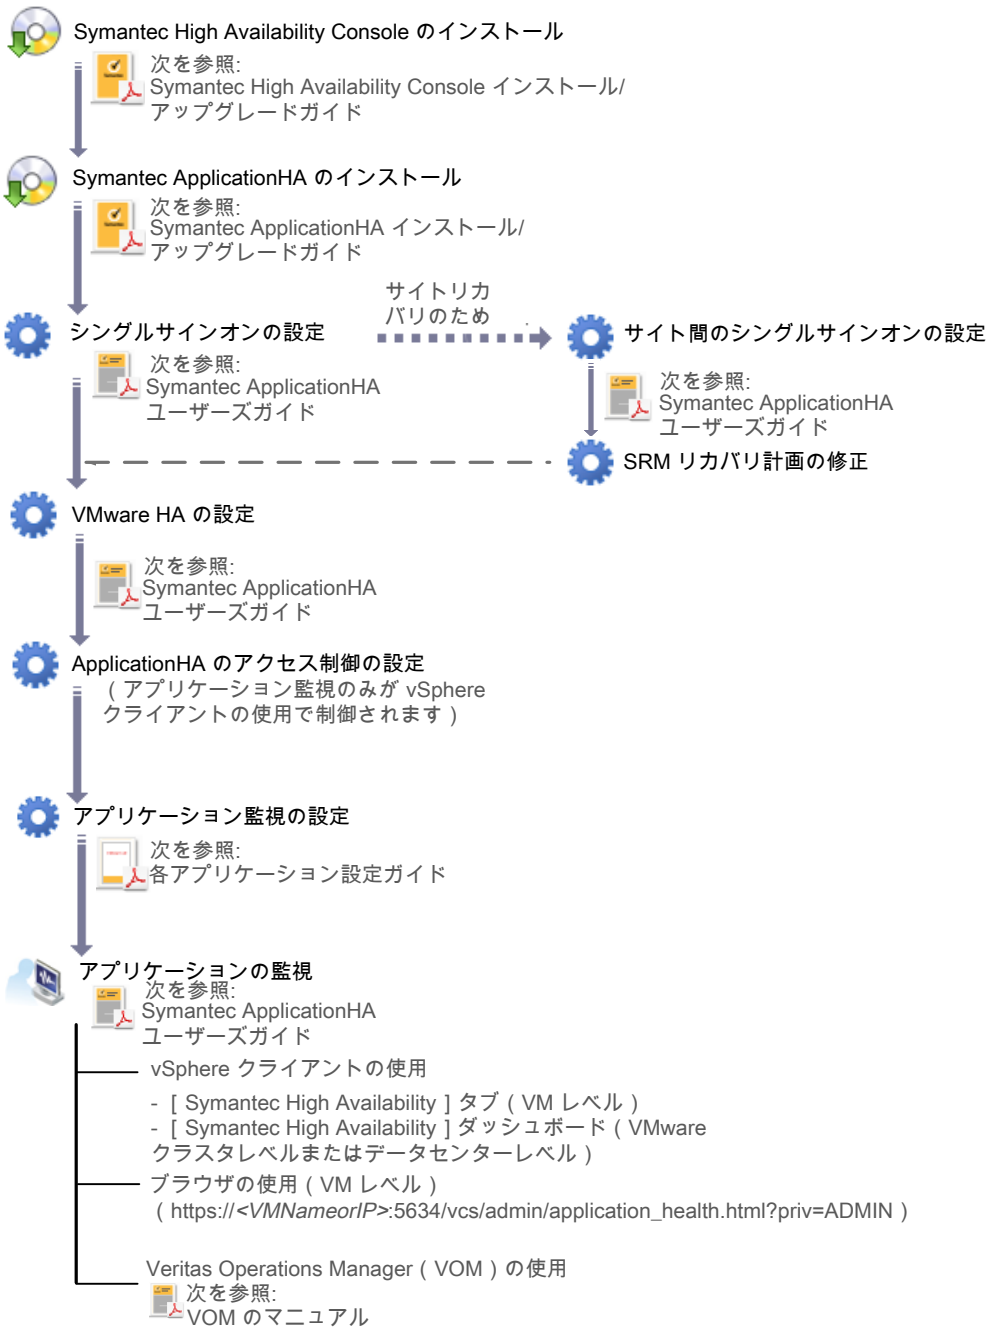 Symantec High Availability Console のインストール
次を参照:
Symantec High Availability Console インストール/
アップグレードガイド
Symantec ApplicationHA のインストール
次を参照:
Symantec ApplicationHA インストール/
アップグレードガイド
サイトリカ
バリのため
シングルサインオンの設定
次を参照:
Symantec ApplicationHA
ユーザーズガイド
サイト間のシングルサインオンの設定
次を参照:
Symantec ApplicationHA
ユーザーズガイド
SRM リカバリ計画の修正
VMware HA の設定
次を参照:
Symantec ApplicationHA
ユーザーズガイド
ApplicationHA のアクセス制御の設定
（アプリケーション監視のみが vSphere
クライアントの使用で制御されます）
アプリケーション監視の設定
次を参照:
各アプリケーション設定ガイド
アプリケーションの監視
次を参照:
Symantec ApplicationHA
ユーザーズガイド
vSphere クライアントの使用
- ［Symantec High Availability］タブ（VM レベル）
- ［Symantec High Availability］ダッシュボード（VMware
クラスタレベルまたはデータセンターレベル）
ブラウザの使用（VM レベル）
（https://<VMNameorIP>:5634/vcs/admin/application_health.html?priv=ADMIN）
Veritas Operations Manager（VOM）の使用
次を参照:
VOM のマニュアル